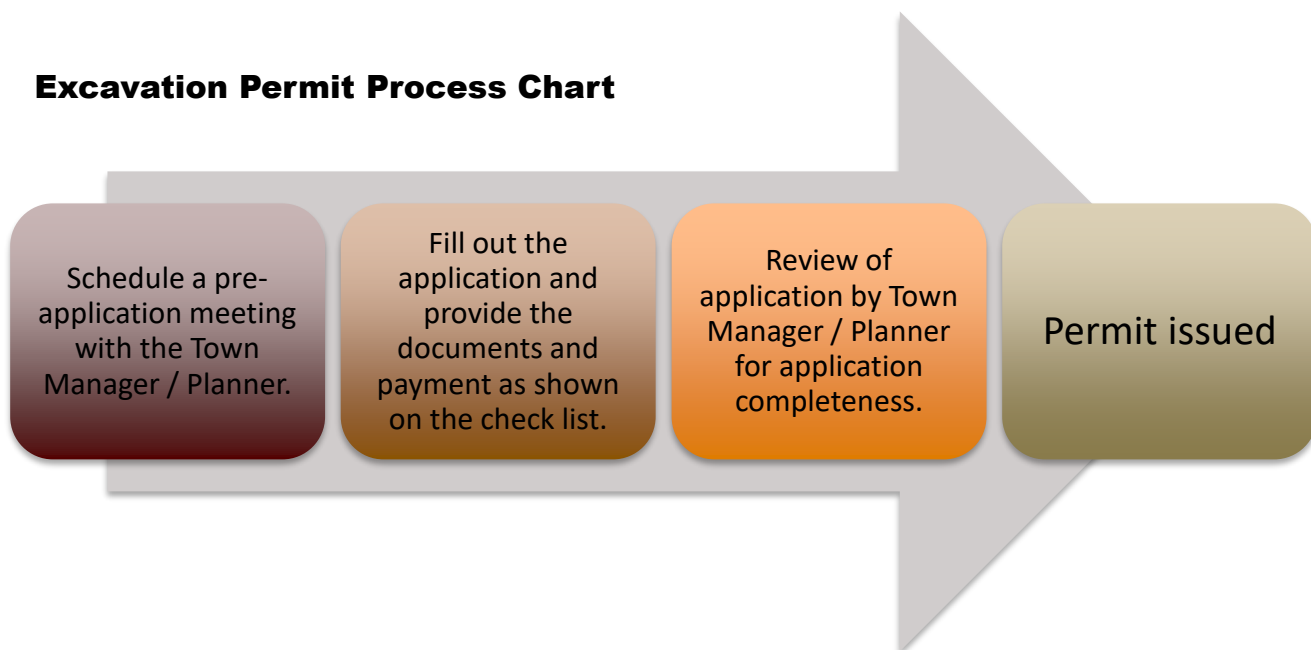 Excavation Permit Process Chart
Schedule a pre-
application meeting
with the Town
Manager / Planner.
Fill out the
application and
provide the
documents and
payment as shown
on the check list.
Review of
application by Town
Manager / Planner
for application
completeness.
Permit issued